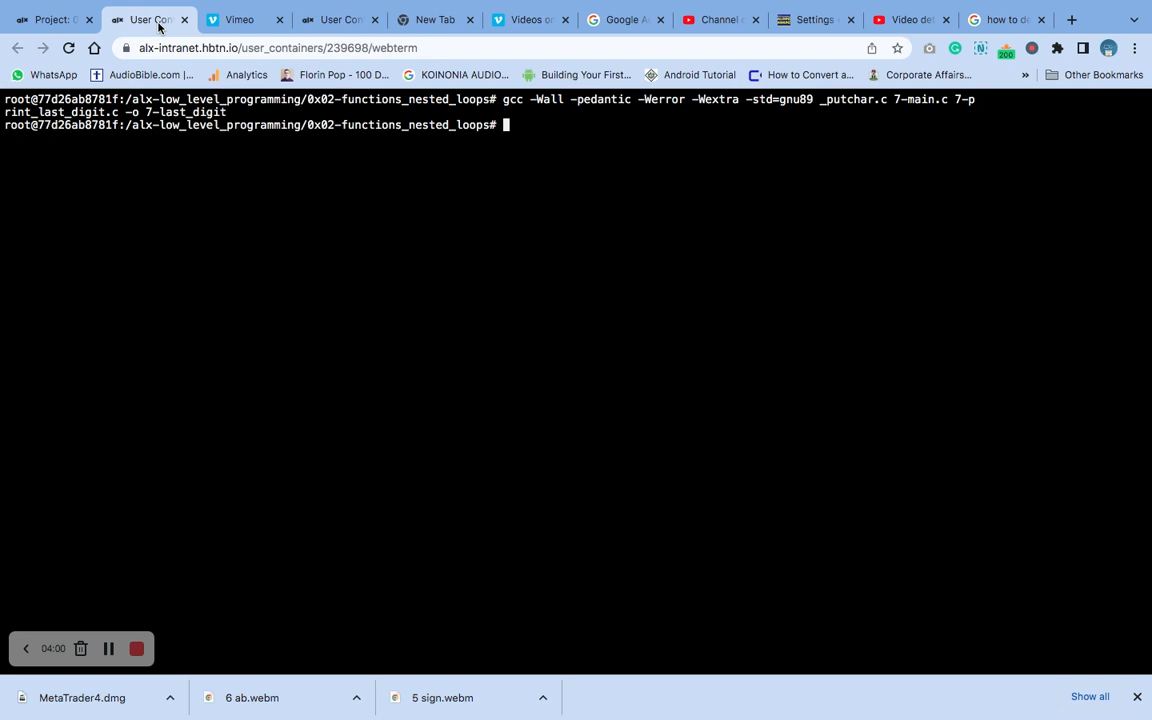 Project: 0
User Con
Vimeo
User Con
New Tab
Videos on
Google A
Channel c
Settings -
Video det
how to de
alx-intranet.hbtn.io/user_containers/239698/webterm
200
WhatsApp
AudioBible.com |...
Analytics
Florin Pop - 100 D...
KOINONIA AUDIO...
Building Your First...
Android Tutorial
How to Convert a...
Corporate Affairs...
»
Other Bookmarks
root@77d26ab8781f:/alx-low_level_programming/0x02-functions_nested_loops# gcc -Wall -pedantic -Werror -Wextra -std=gnu89 _putchar.c 7-main.c 7-p
rint_last_digit.c -o 7-last_digit
root@77d26ab8781f:/alx-low_level_programming/0x02-functions_nested_loops#
04:00
MetaTrader4.dmg
6 ab.webm
5 sign.webm
Show all